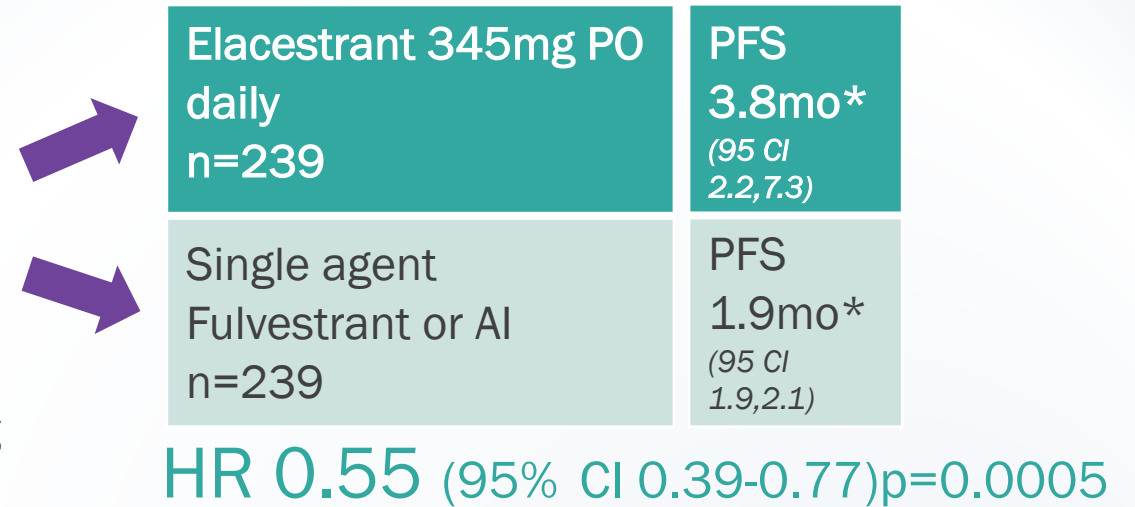 Elacestrant 345mg PO
daily
n=239
PFS
3.8mo*
(95 CI
2.2,7.3)
Single agent
Fulvestrant or AI
n=239
PFS
1.9mo*
(95 CI
1.9,2.1)
HR 0.55 (95% CI 0.39-0.77)p=0.0005